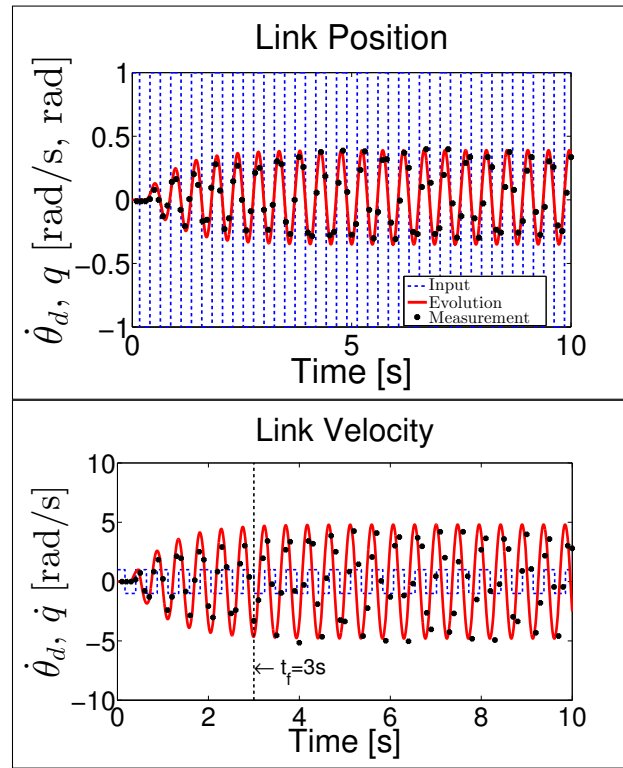 Link Position
θ̇_d, q [rad/s, rad]
1
0.5
0
−0.5
−1
Input
Evolution
Measurement
0 5 10
Time [s]
Link Velocity
θ̇_d, q̇ [rad/s]
10
5
0
−5
−10
← t_f=3s
0 2 4 6 8 10
Time [s]